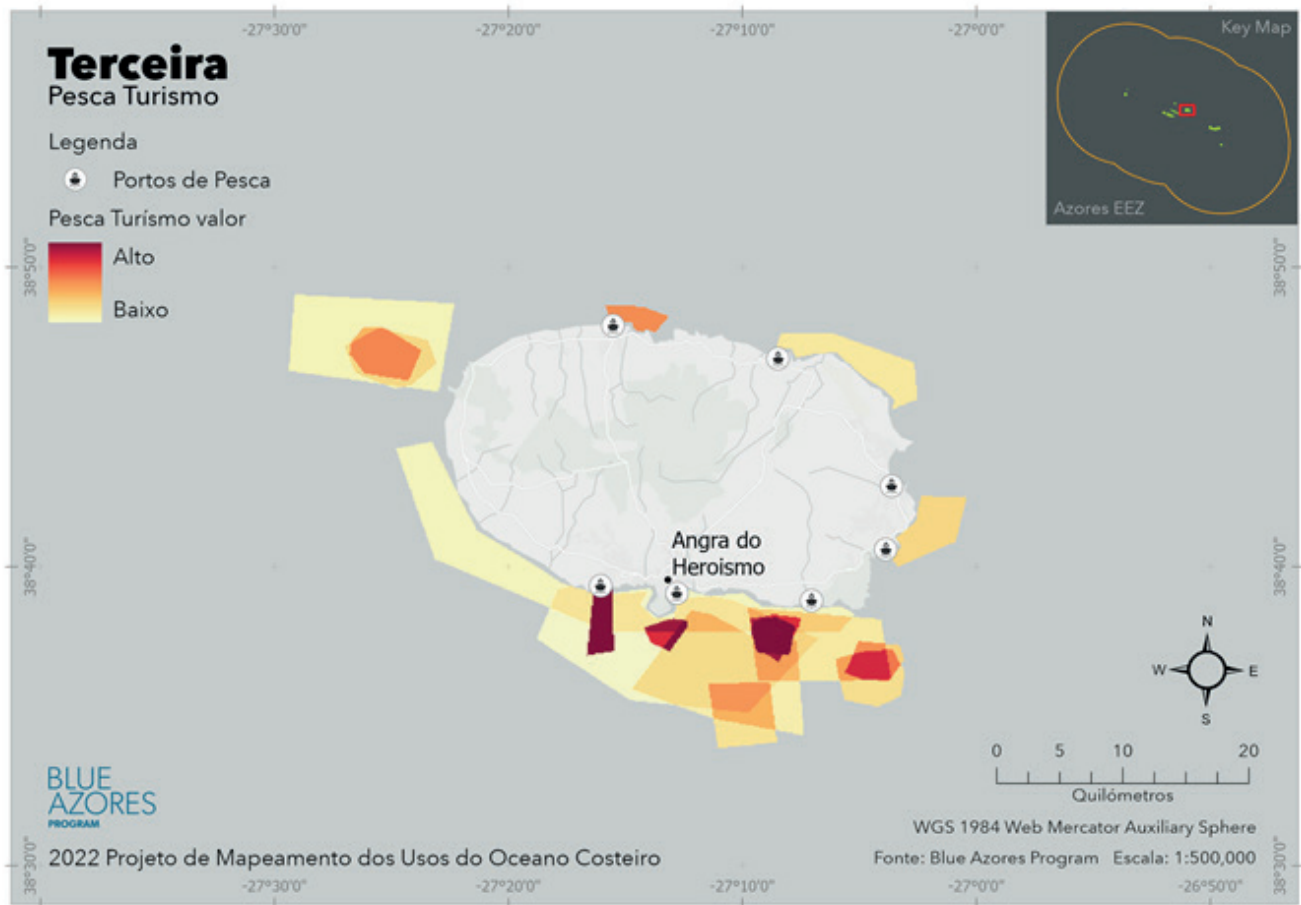 -27°30'0"
-27°20'0"
-27°10'0"
-27°0'0"
Key Map
Azores EEZ
Terceira
Pesca Turismo
Legenda
Portos de Pesca
Pesca Turísmo valor
Alto
Baixo
38°50'0"
38°50'0"
38°40'0"
38°40'0"
38°30'0"
38°30'0"
Angra do
Heroismo
N
W
E
S
0 5 10 20
Quilómetros
BLUE
AZORES
PROGRAM
WGS 1984 Web Mercator Auxiliary Sphere
2022 Projeto de Mapeamento dos Usos do Oceano Costeiro
Fonte: Blue Azores Program Escala: 1:500,000
-27°30'0"
-27°20'0"
-27°10'0"
-27°0'0"
-26°50'0"